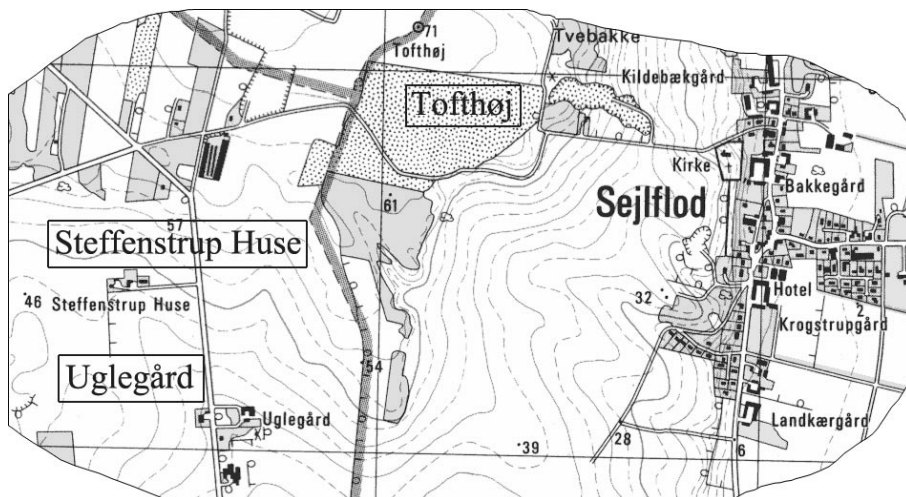 71
Tofthøj
Tvebakke
Kildebækgård
Tofthøj
Kirke
Bakkegård
61
Sejlflod
57
Steffenstrup Huse
46
Steffenstrup Huse
32
Hotel
2
Krogstrupgård
54
Uglegård
Uglegård
Landkærgård
39
28
6